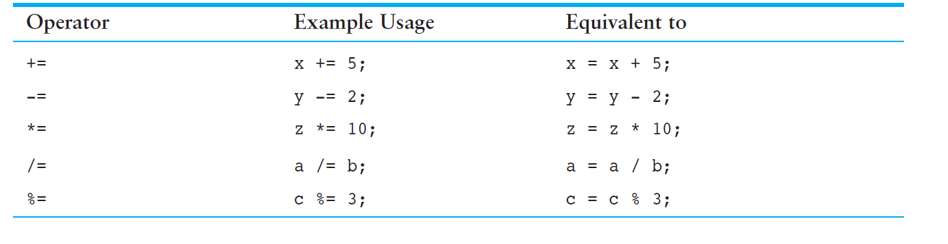 Operator Example Usage Equivalent to
+= x += 5; x = x + 5;
-= y -= 2; y = y - 2;
*= z *= 10; z = z * 10;
/= a /= b; a = a / b;
%= c %= 3; c = c % 3;